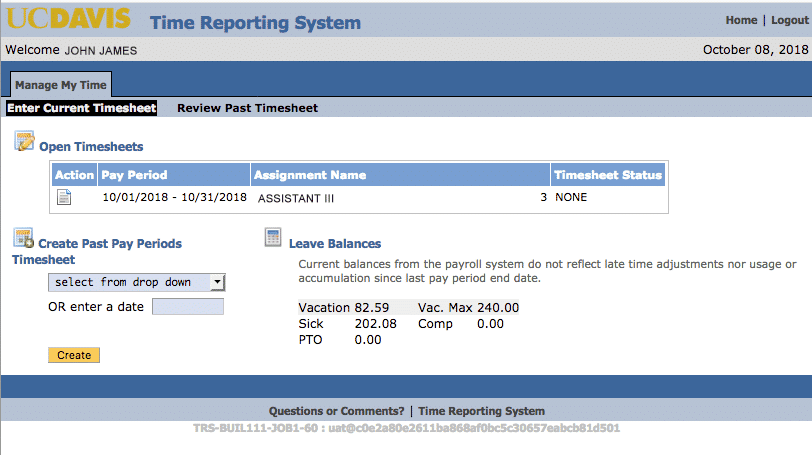 UCDAVIS Time Reporting System Home | Logout
Welcome JOHN JAMES October 08, 2018
Manage My Time
Enter Current Timesheet Review Past Timesheet
Open Timesheets
Action Pay Period Assignment Name Timesheet Status
10/01/2018 - 10/31/2018 ASSISTANT III 3 NONE
Create Past Pay Periods
Timesheet
select from drop down
OR enter a date
Create
Leave Balances
Current balances from the payroll system do not reflect late time adjustments nor usage or
accumulation since last pay period end date.
Vacation 82.59 Vac. Max 240.00
Sick 202.08 Comp 0.00
PTO 0.00
Questions or Comments? | Time Reporting System
TRS-BUIL111-JOB1-60 : uat@c0e2a80e2611ba868af0bc5c30657eabcb81d501